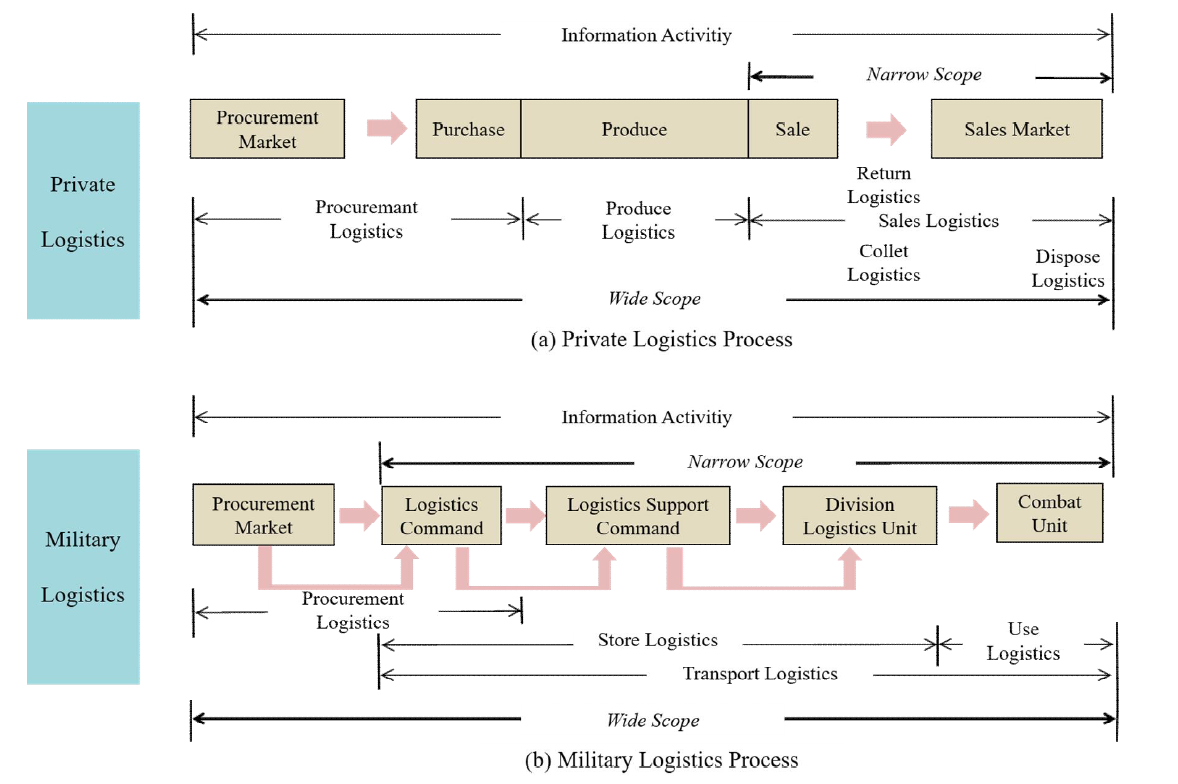 Information Activitiy
Narrow Scope
Procurement
Market
Purchase
Produce
Sale
Sales Market
Private
Logistics
Return
Logistics
Procuremant
Logistics
Produce
Logistics
Sales Logistics
Collet
Logistics
Dispose
Logistics
Wide Scope
(a) Private Logistics Process
Information Activitiy
Narrow Scope
Procurement
Market
Logistics
Command
Logistics Support
Command
Division
Logistics Unit
Combat
Unit
Military
Logistics
Procurement
Logistics
Store Logistics
Use
Logistics
Transport Logistics
Wide Scope
(b) Military Logistics Process